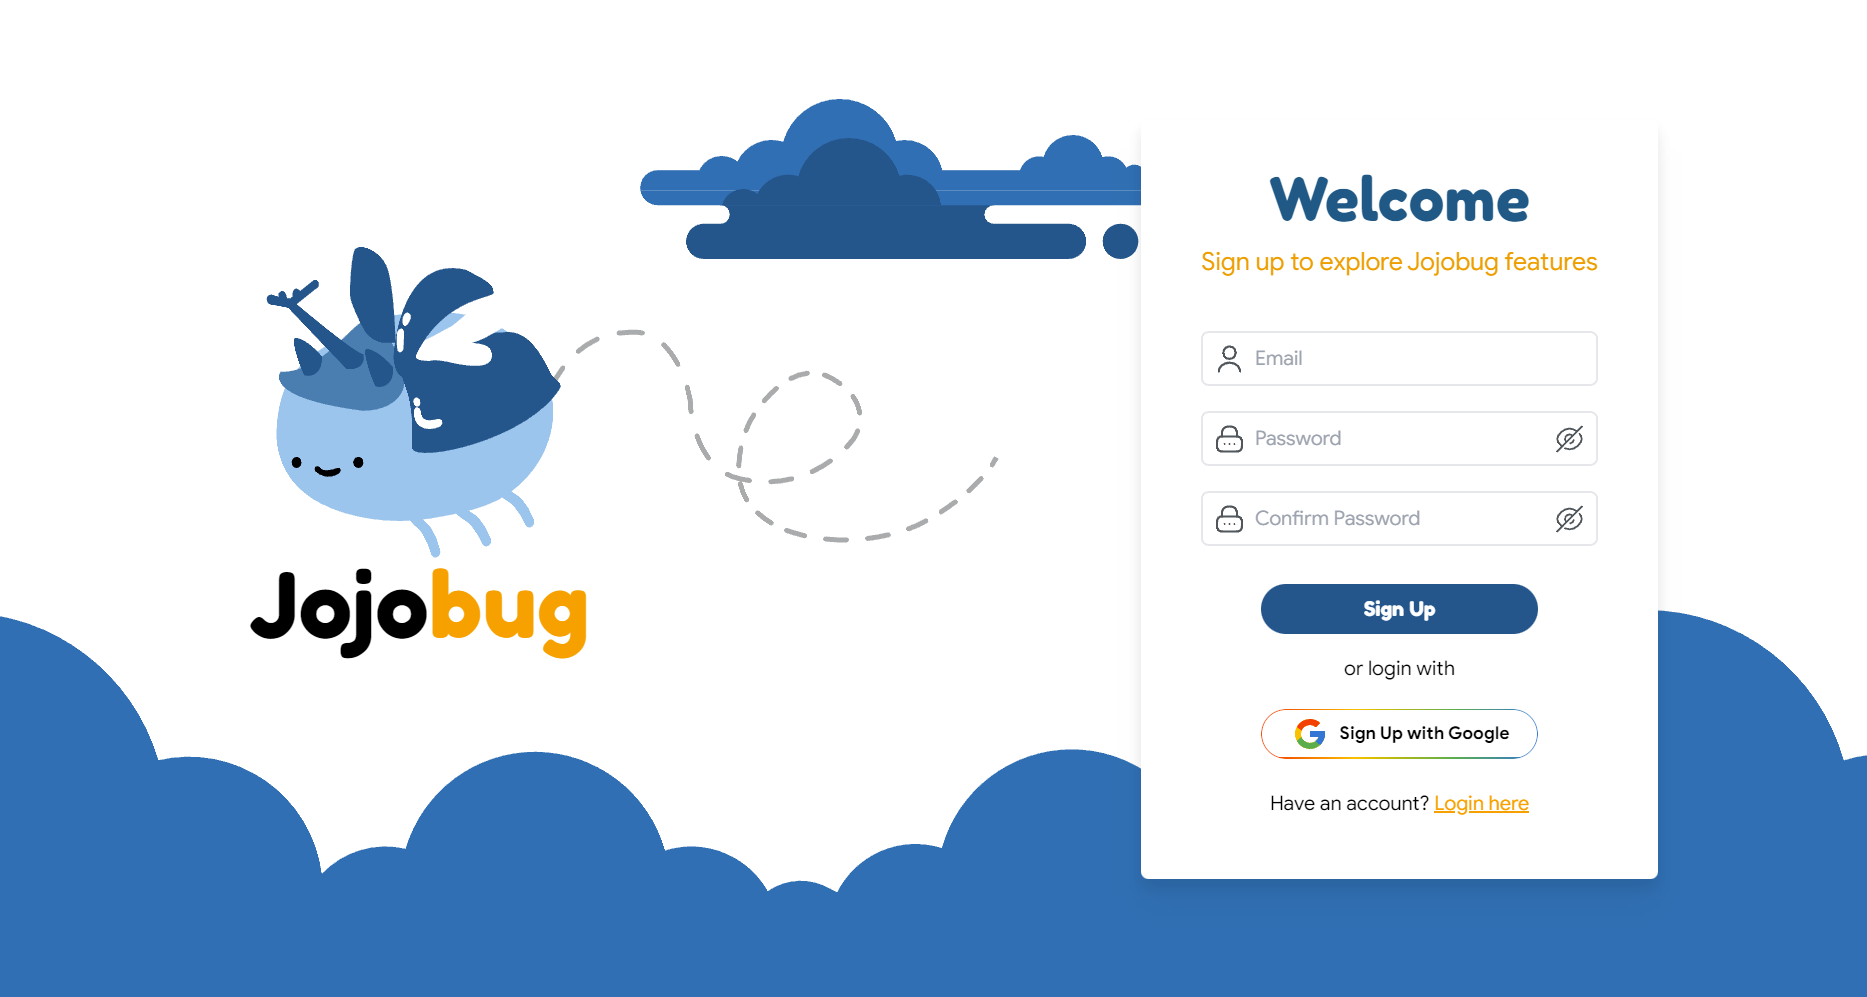 Jojobug
Welcome
Sign up to explore Jojobug features
Email
Password
Confirm Password
Sign Up
or login with
Sign Up with Google
Have an account? Login here